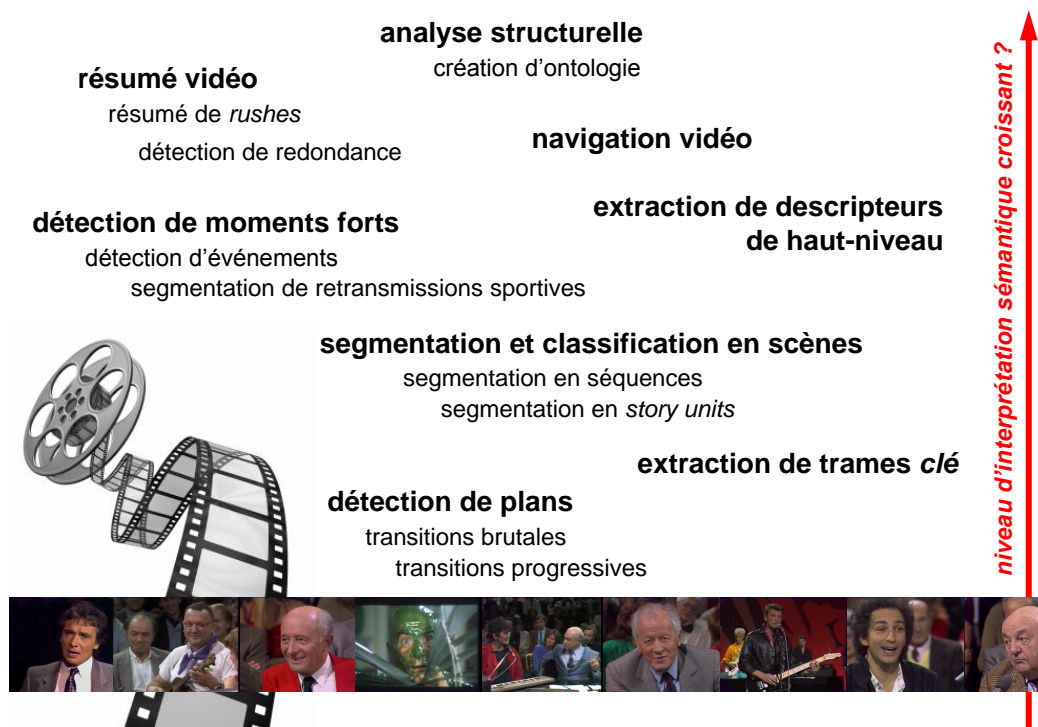 analyse structurelle
création d'ontologie
résumé vidéo
résumé de rushes
détection de redondance
navigation vidéo
extraction de descripteurs
de haut-niveau
détection de moments forts
détection d'événements
segmentation de retransmissions sportives
segmentation et classification en scènes
segmentation en séquences
segmentation en story units
extraction de trames clé
détection de plans
transitions brutales
transitions progressives
niveau d'interprétation sémantique croissant ?